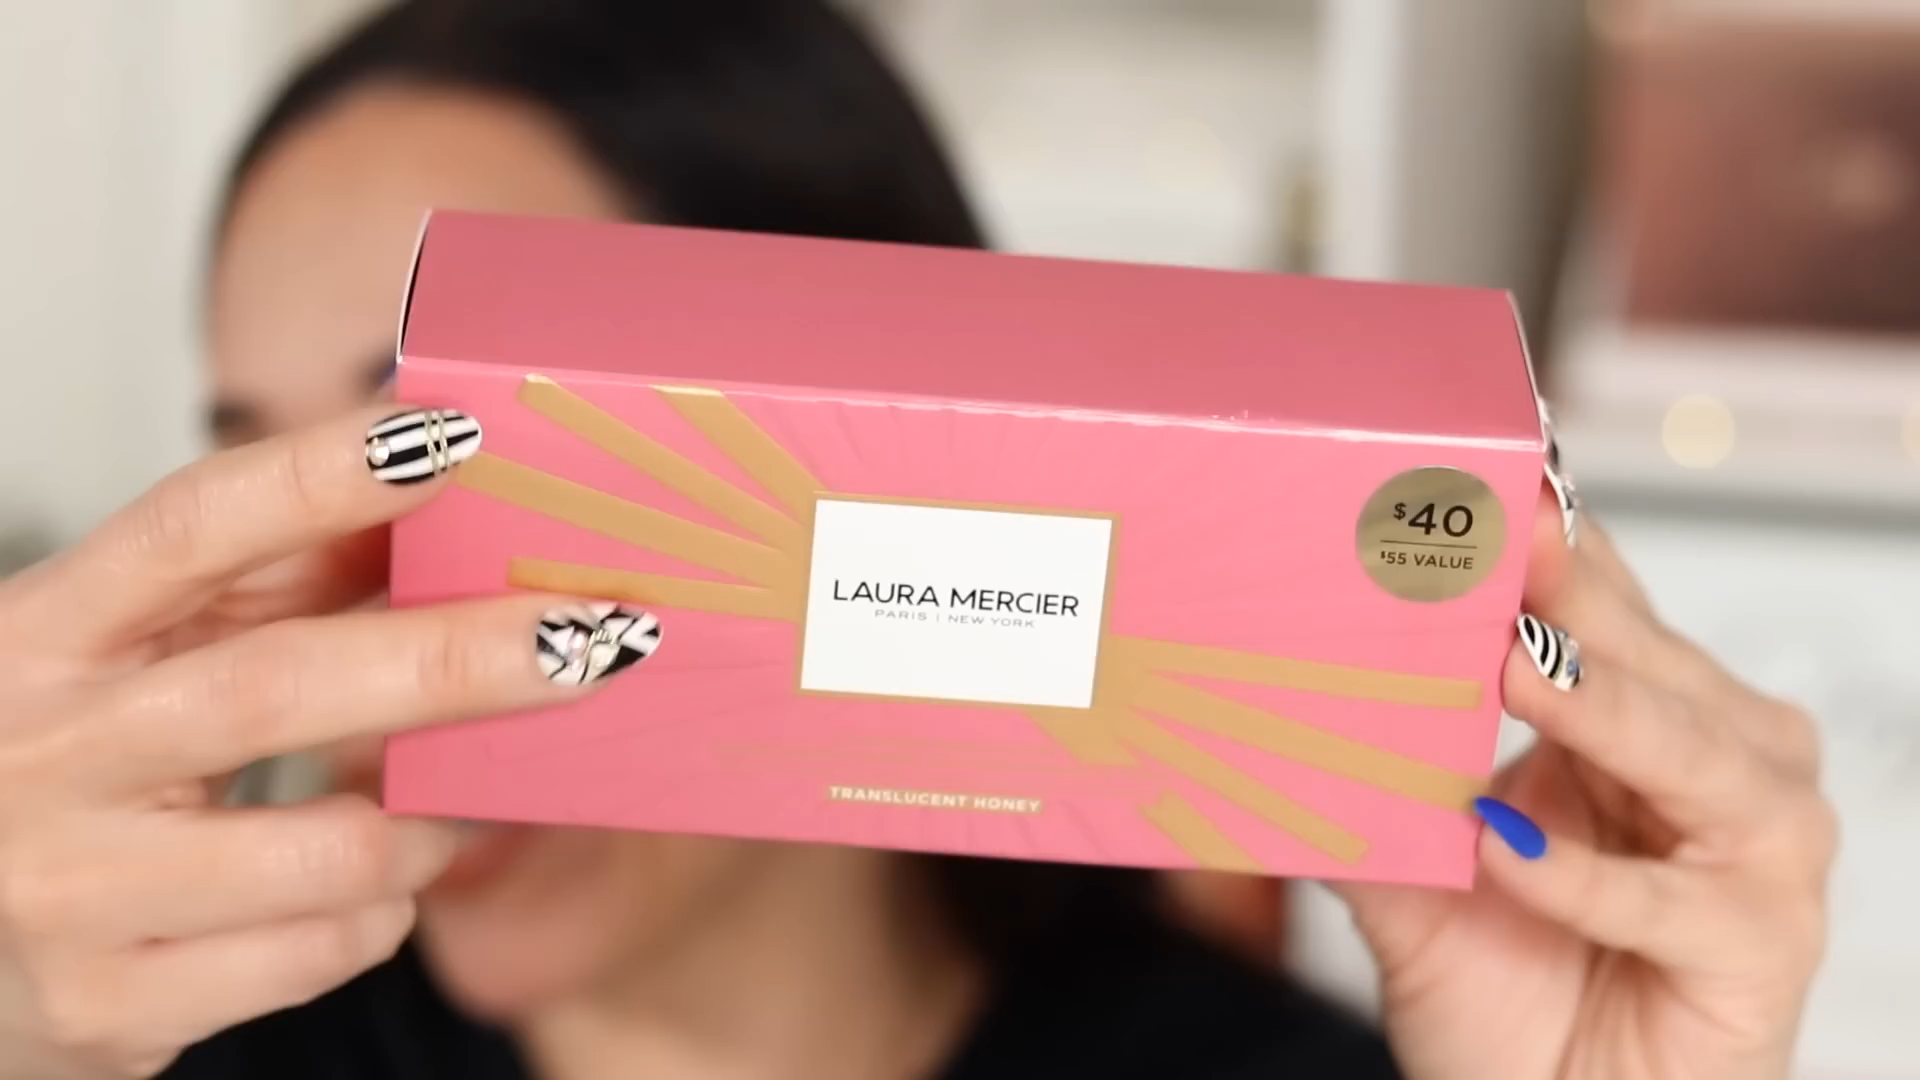 $40
$55 VALUE
LAURA MERCIER
PARIS | NEW YORK
TRANSLUCENT HONEY